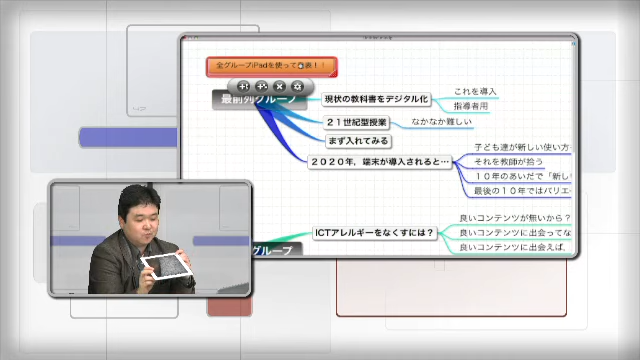 全グループiPadを使って発表！！
最前列グループ
現状の教科書をデジタル化
これを導入
指導者用
２１世紀型授業
なかなか難しい
まず入れてみる
２０２０年，端末が導入されると…
子ども達が新しい使い方
それを教師が拾う
１０年のあいだで「新し
最後の１０年ではバリエ
ICTアレルギーをなくすには？
良いコンテンツが無いから？
良いコンテンツに出会ってな
良いコンテンツに出会えば，
グループ